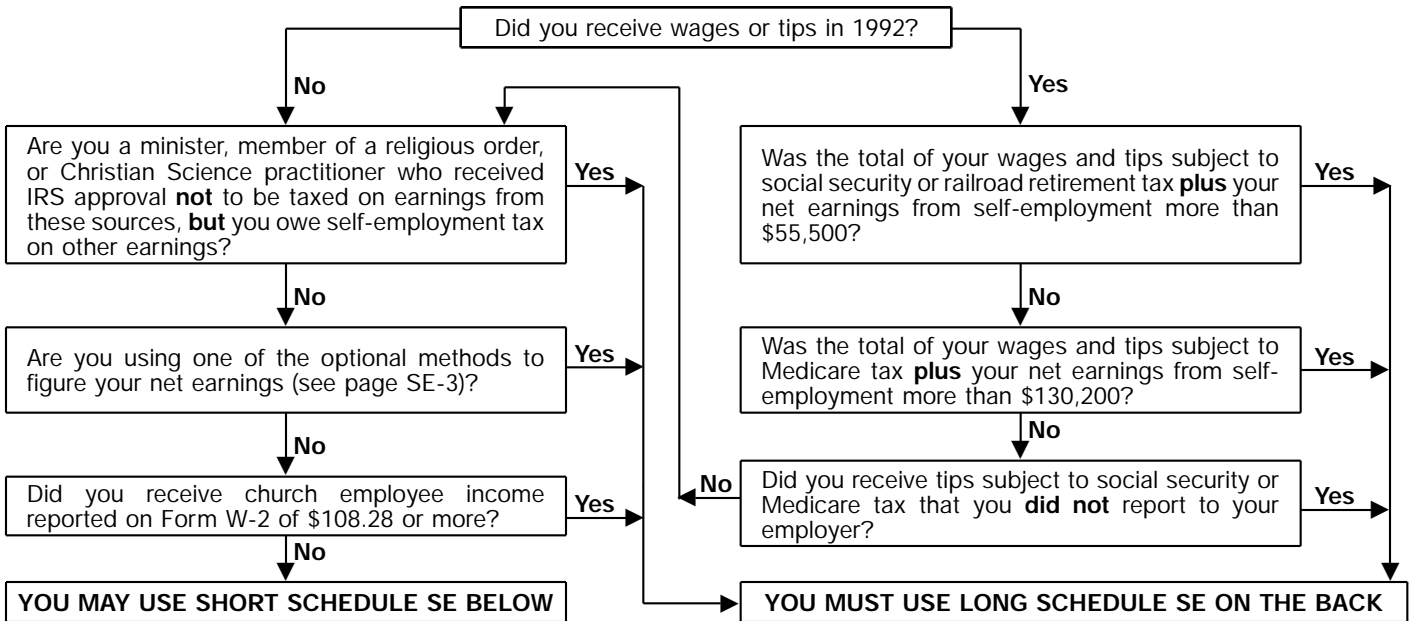 Did you receive wages or tips in 1992?
No
Yes
Are you a minister, member of a religious order,
or Christian Science practitioner who received
IRS approval not to be taxed on earnings from
these sources, but you owe self-employment tax
on other earnings?
Yes
No
Are you using one of the optional methods to
figure your net earnings (see page SE-3)?
Yes
No
Did you receive church employee income
reported on Form W-2 of $108.28 or more?
Yes
No
YOU MAY USE SHORT SCHEDULE SE BELOW
Was the total of your wages and tips subject to
social security or railroad retirement tax plus your
net earnings from self-employment more than
$55,500?
Yes
No
Was the total of your wages and tips subject to
Medicare tax plus your net earnings from self-
employment more than $130,200?
Yes
No
Did you receive tips subject to social security or
Medicare tax that you did not report to your
employer?
Yes
No
YOU MUST USE LONG SCHEDULE SE ON THE BACK